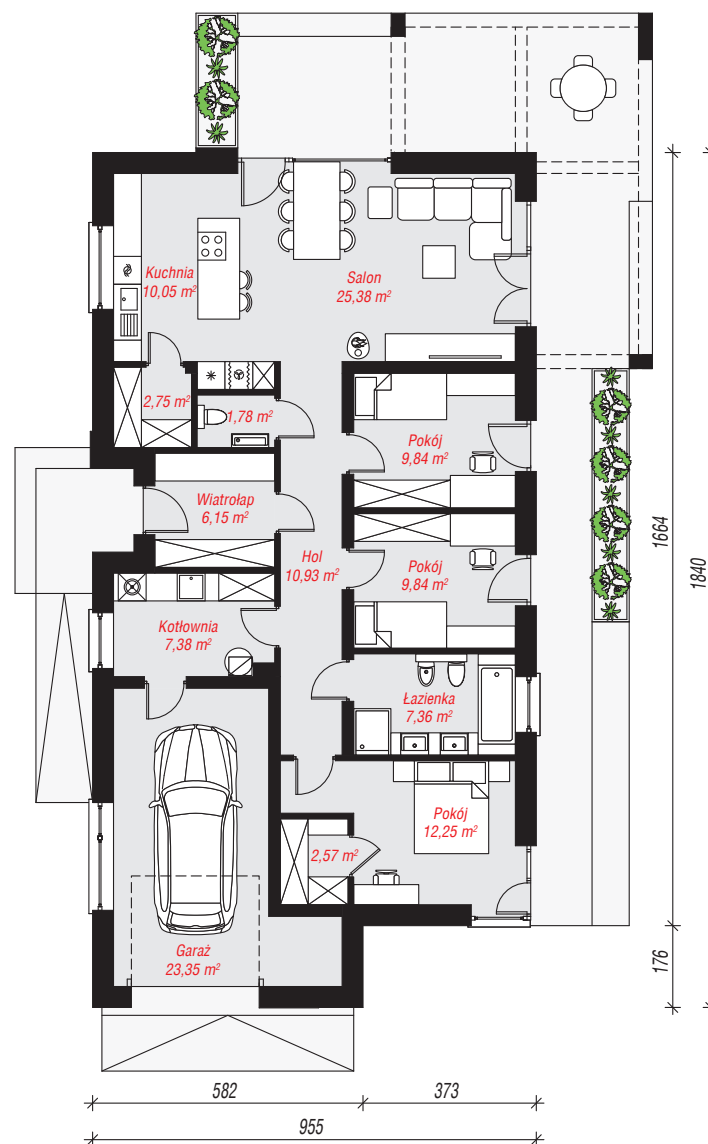 Kuchnia
10,05 m²
Salon
25,38 m²
2,75 m²
1,78 m²
Pokój
9,84 m²
Wiatrołap
6,15 m²
Hol
10,93 m²
Pokój
9,84 m²
Kotłownia
7,38 m²
Łazienka
7,36 m²
Pokój
12,25 m²
2,57 m²
Garaż
23,35 m²
1664
1840
176
582
373
955